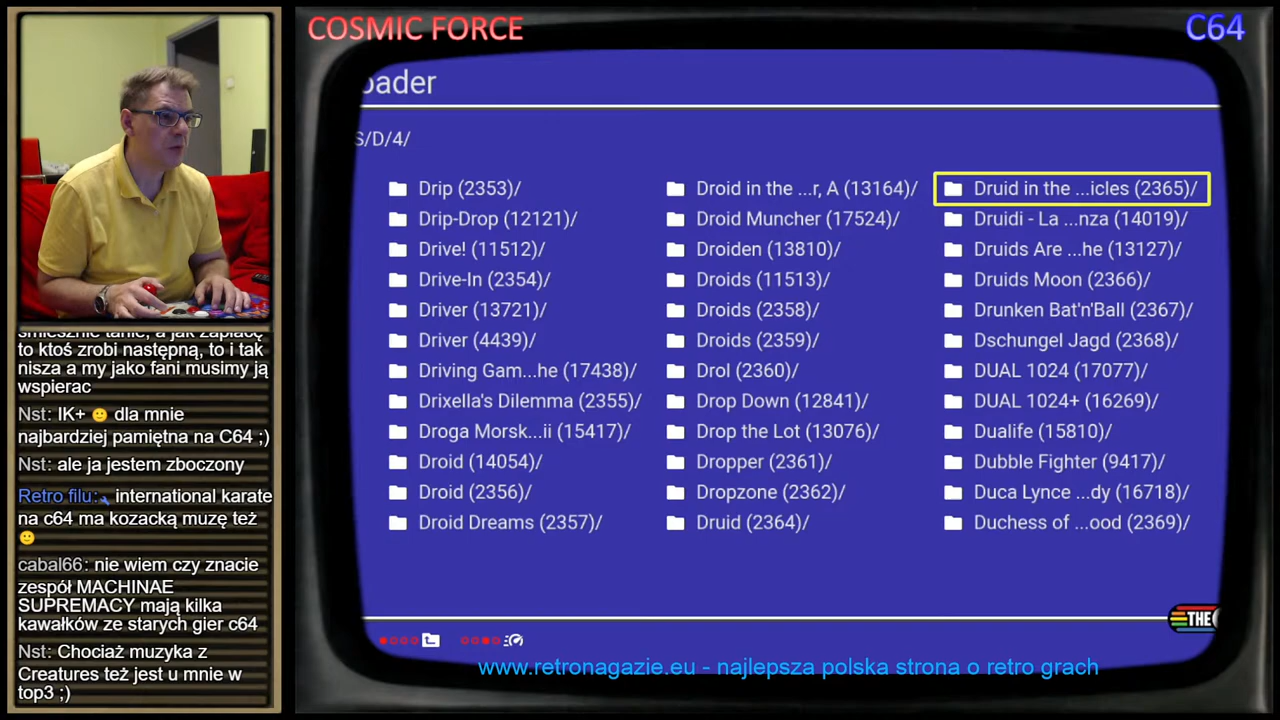 COSMIC FORCE
C64
oader
S/D/4/
Drip (2353)/
Drip-Drop (12121)/
Drive! (11512)/
Drive-In (2354)/
Driver (13721)/
Driver (4439)/
Driving Gam...he (17438)/
Drixella's Dilemma (2355)/
Droga Morsk...ii (15417)/
Droid (14054)/
Droid (2356)/
Droid Dreams (2357)/
Droid in the ...r, A (13164)/
Droid Muncher (17524)/
Droiden (13810)/
Droids (11513)/
Droids (2358)/
Droids (2359)/
Drol (2360)/
Drop Down (12841)/
Drop the Lot (13076)/
Dropper (2361)/
Dropzone (2362)/
Druid (2364)/
Druid in the ...icles (2365)/
Druidi - La ...nza (14019)/
Druids Are ...he (13127)/
Druids Moon (2366)/
Drunken Bat'n'Ball (2367)/
Dschungel Jagd (2368)/
DUAL 1024 (17077)/
DUAL 1024+ (16269)/
Dualife (15810)/
Dubble Fighter (9417)/
Duca Lynce ...dy (16718)/
Duchess of ...ood (2369)/
THE
www.retronagazie.eu - najlepsza polska strona o retro grach
śmiesznie tanie, a jak zapłacę
to ktoś zrobi następną, to i tak
nisza a my jako fani musimy ją
wspierac
Nst: IK+ 🙂 dla mnie
najbardziej pamiętna na C64 ;)
Nst: ale ja jestem zboczony
Retro filu: international karate
na c64 ma kozacką muzę też
🙂
cabal66: nie wiem czy znacie
zespół MACHINAE
SUPREMACY mają kilka
kawałków ze starych gier c64
Nst: Chociaż muzyka z
Creatures też jest u mnie w
top3 ;)